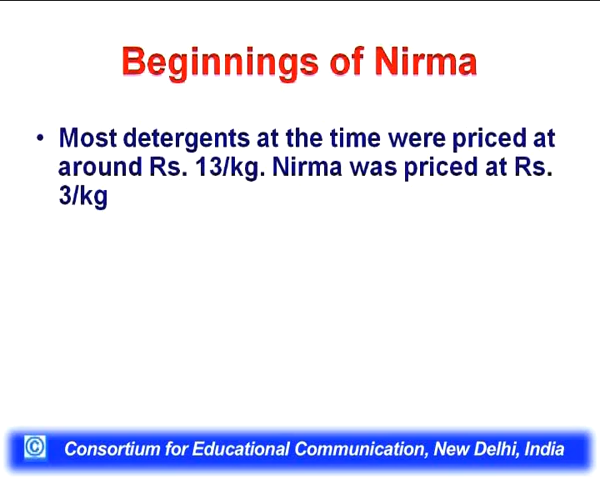 Beginnings of Nirma
• Most detergents at the time were priced at
around Rs. 13/kg. Nirma was priced at Rs.
3/kg
© Consortium for Educational Communication, New Delhi, India